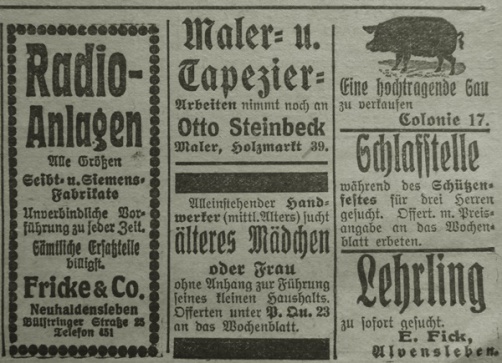 Radio-
Anlagen
Alle Größen
Seibt- u. Siemens-
Fabrikate
Unverbindliche Vor-
führung zu jeder Zeit.
Sämtliche Ersatzteile
billigst.
Fricke & Co.
Neuhaldensleben
Bülstringer Straße 25
Telefon 451
Maler- u.
Tapezier-
Arbeiten nimmt noch an
Otto Steinbeck
Maler, Holzmarkt 39.
Alleinstehender Hand-
werker (mittl. Alters) sucht
älteres Mädchen
oder Frau
ohne Anhang zur Führung
seines kleinen Haushalts.
Offerten unter P. Qu. 23
an das Wochenblatt.
Eine hochtragende Sau
zu verkaufen
Colonie 17.
Schlafstelle
während des Schützen-
festes für drei Herren
gesucht. Offert. m. Preis-
angabe an das Wochen-
blatt erbeten.
Lehrling
zu sofort gesucht.
E. Fick,
Alvensleben.